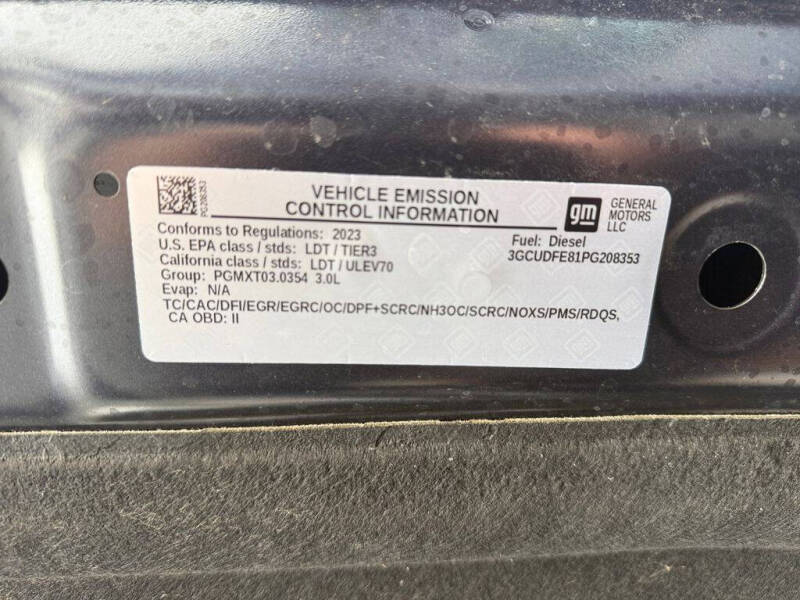 PG208353
VEHICLE EMISSION
CONTROL INFORMATION
gm
GENERAL
MOTORS
LLC
Conforms to Regulations: 2023
U.S. EPA class / stds: LDT / TIER3
California class / stds: LDT / ULEV70
Group: PGMXT03.0354 3.0L
Evap: N/A
Fuel: Diesel
3GCUDFE81PG208353
TC/CAC/DFI/EGR/EGRC/OC/DPF+SCRC/NH3OC/SCRC/NOXS/PMS/RDQS,
CA OBD: II